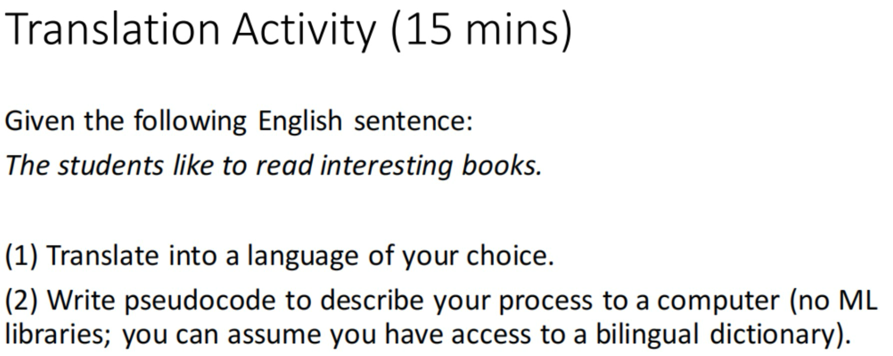 Translation Activity (15 mins)
Given the following English sentence:
The students like to read interesting books.
(1) Translate into a language of your choice.
(2) Write pseudocode to describe your process to a computer (no ML
libraries; you can assume you have access to a bilingual dictionary).